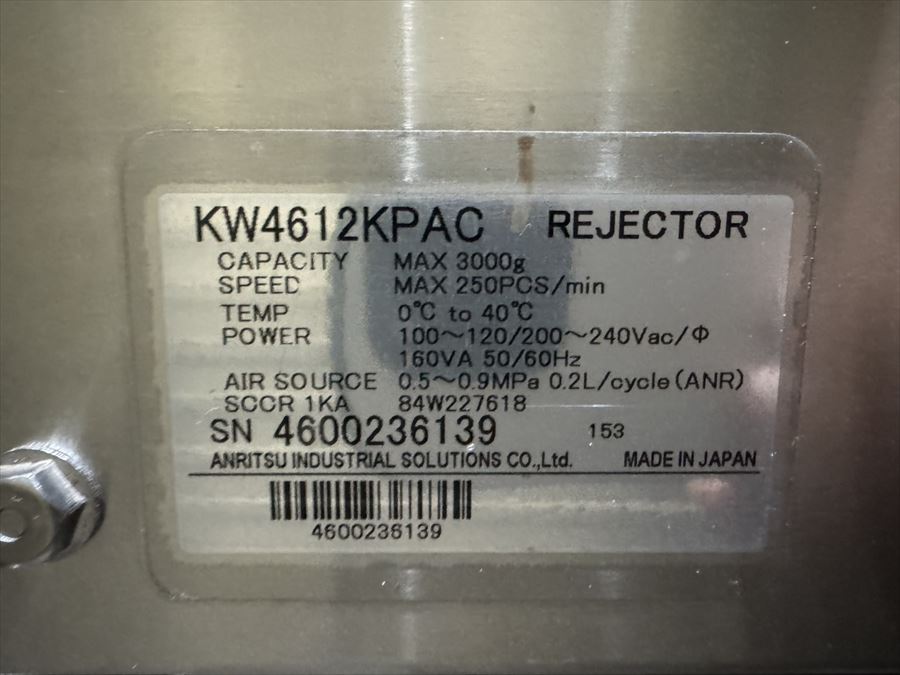 KW4612KPAC REJECTOR
CAPACITY MAX 3000g
SPEED MAX 250PCS/min
TEMP 0℃ to 40℃
POWER 100～120/200～240Vac/Φ
160VA 50/60Hz
AIR SOURCE 0.5～0.9MPa 0.2L/cycle(ANR)
SCCR 1KA 84W227618
SN 4600236139 153
ANRITSU INDUSTRIAL SOLUTIONS CO.,Ltd. MADE IN JAPAN
4600236139